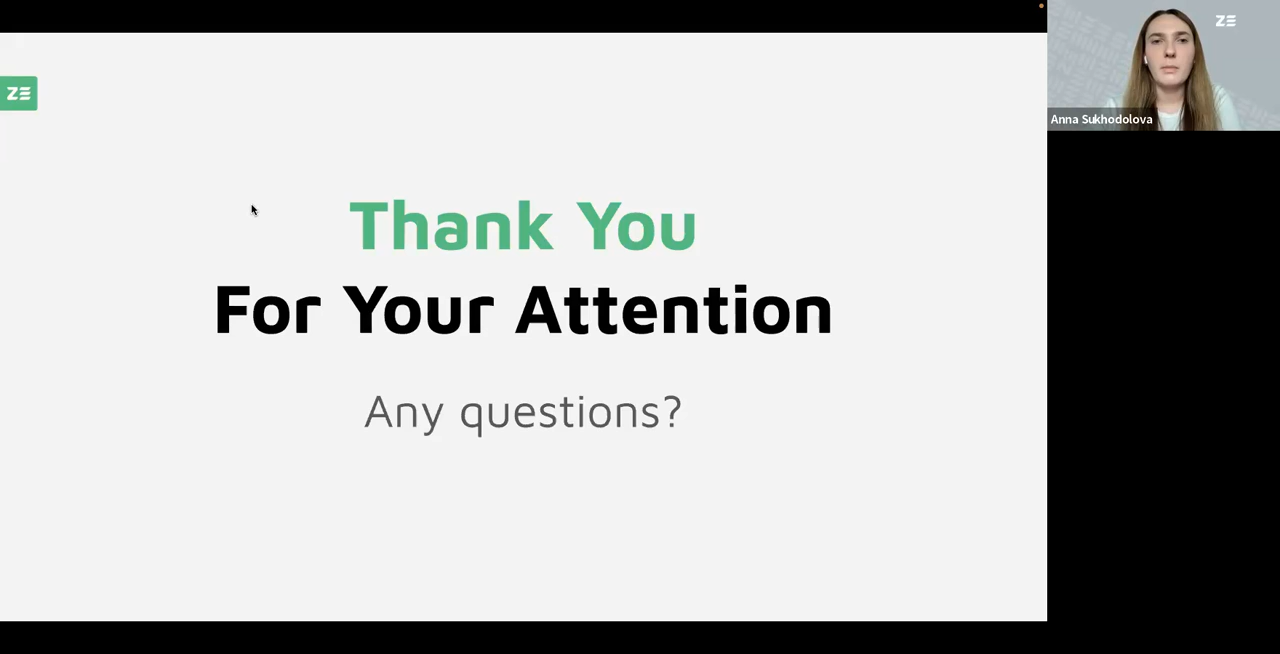 ZE
ZE
Thank You
For Your Attention
Any questions?
Anna Sukhodolova